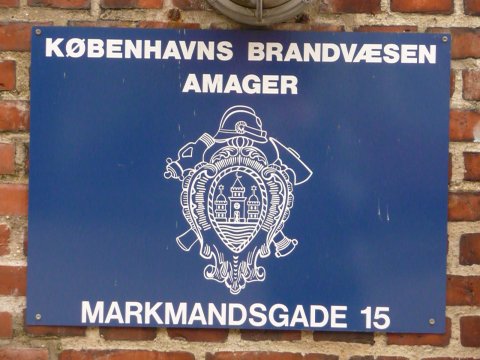 KØBENHAVNS BRANDVÆSEN
AMAGER
MARKMANDSGADE 15